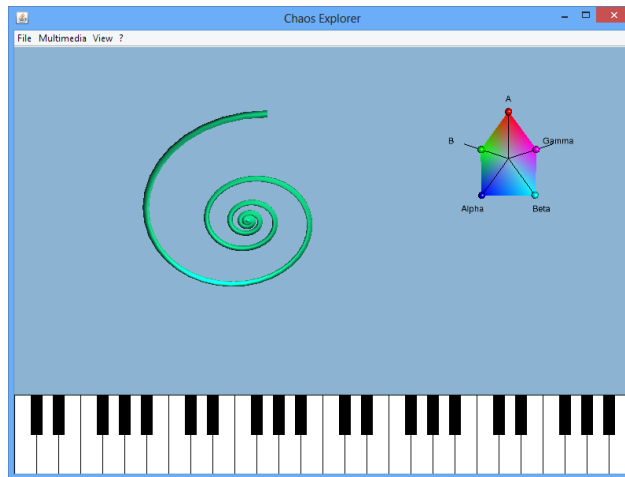 Chaos Explorer
File Multimedia View ?
A
B
Gamma
Alpha
Beta